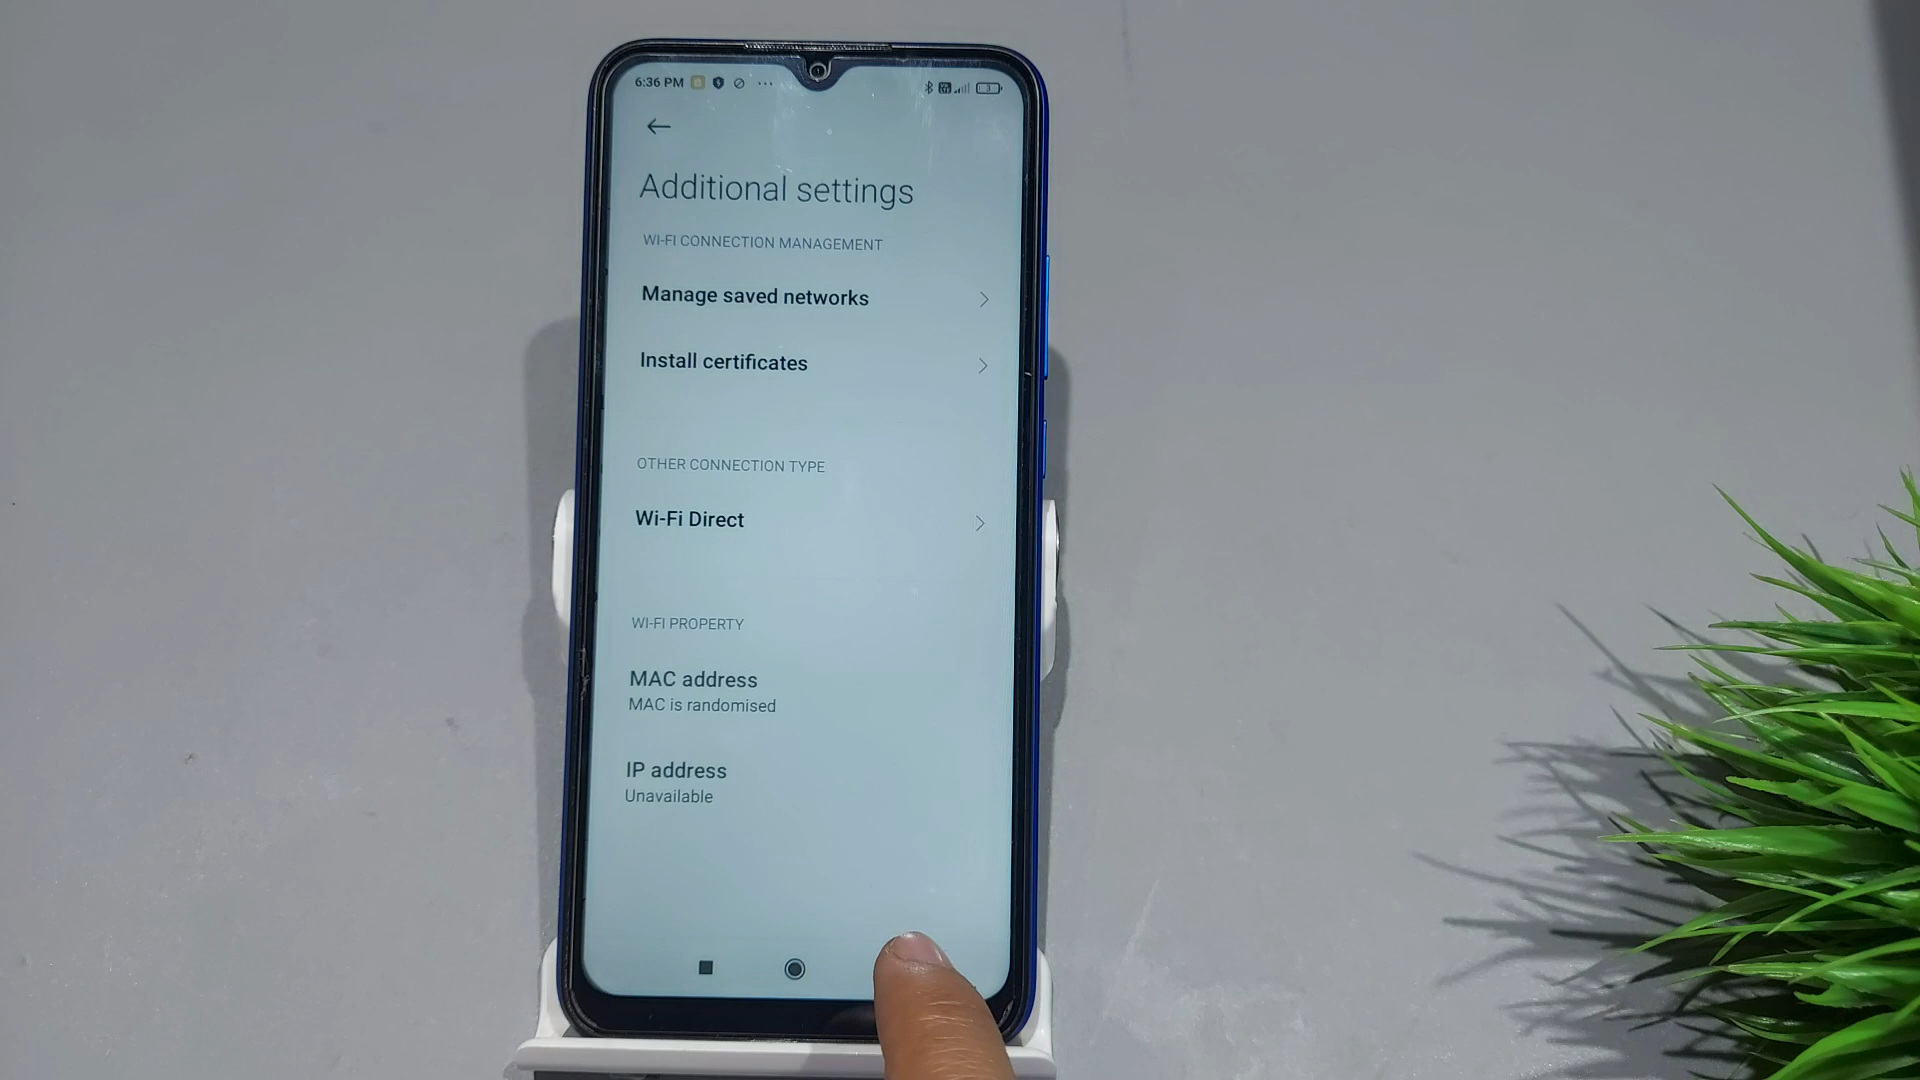 6:36 PM
Additional settings
WI-FI CONNECTION MANAGEMENT
Manage saved networks
Install certificates
OTHER CONNECTION TYPE
Wi-Fi Direct
WI-FI PROPERTY
MAC address
MAC is randomised
IP address
Unavailable